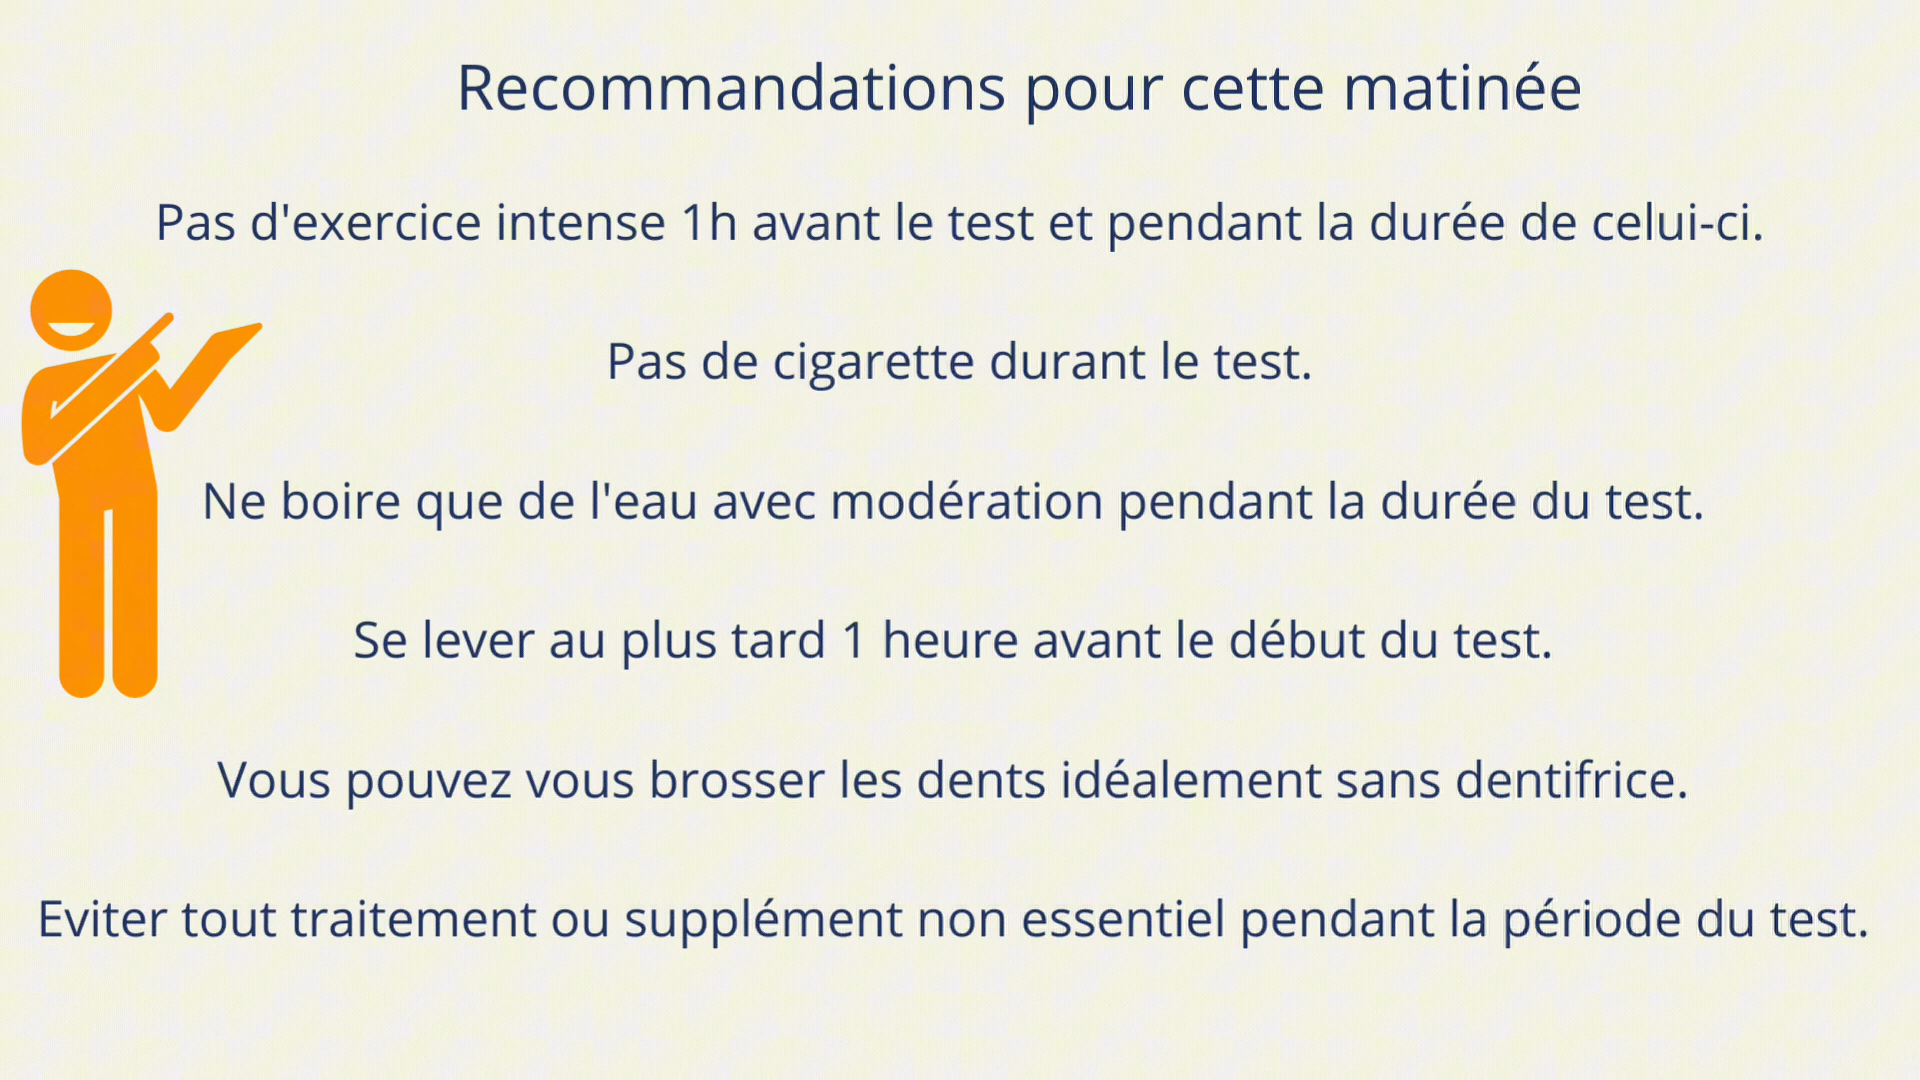 Recommandations pour cette matinée
Pas d'exercice intense 1h avant le test et pendant la durée de celui-ci.
Pas de cigarette durant le test.
Ne boire que de l'eau avec modération pendant la durée du test.
Se lever au plus tard 1 heure avant le début du test.
Vous pouvez vous brosser les dents idéalement sans dentifrice.
Eviter tout traitement ou supplément non essentiel pendant la période du test.